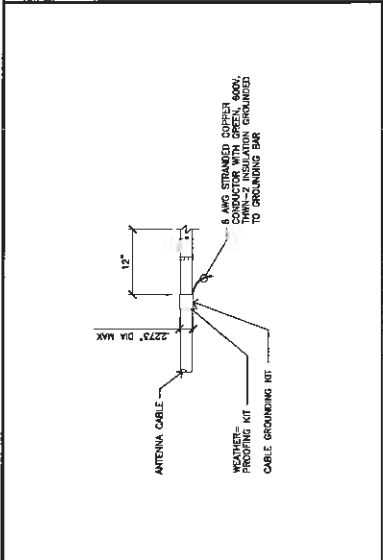 ANTENNA CABLE
2273" DIA MAX
12"
6 AWG STRANDED COPPER
CONDUCTOR WITH GREEN, 600V,
THWN-2 INSULATION GROUNDED
TO GROUNDING BAR
WEATHER=
PROOFING KIT
CABLE GROUNDING KIT